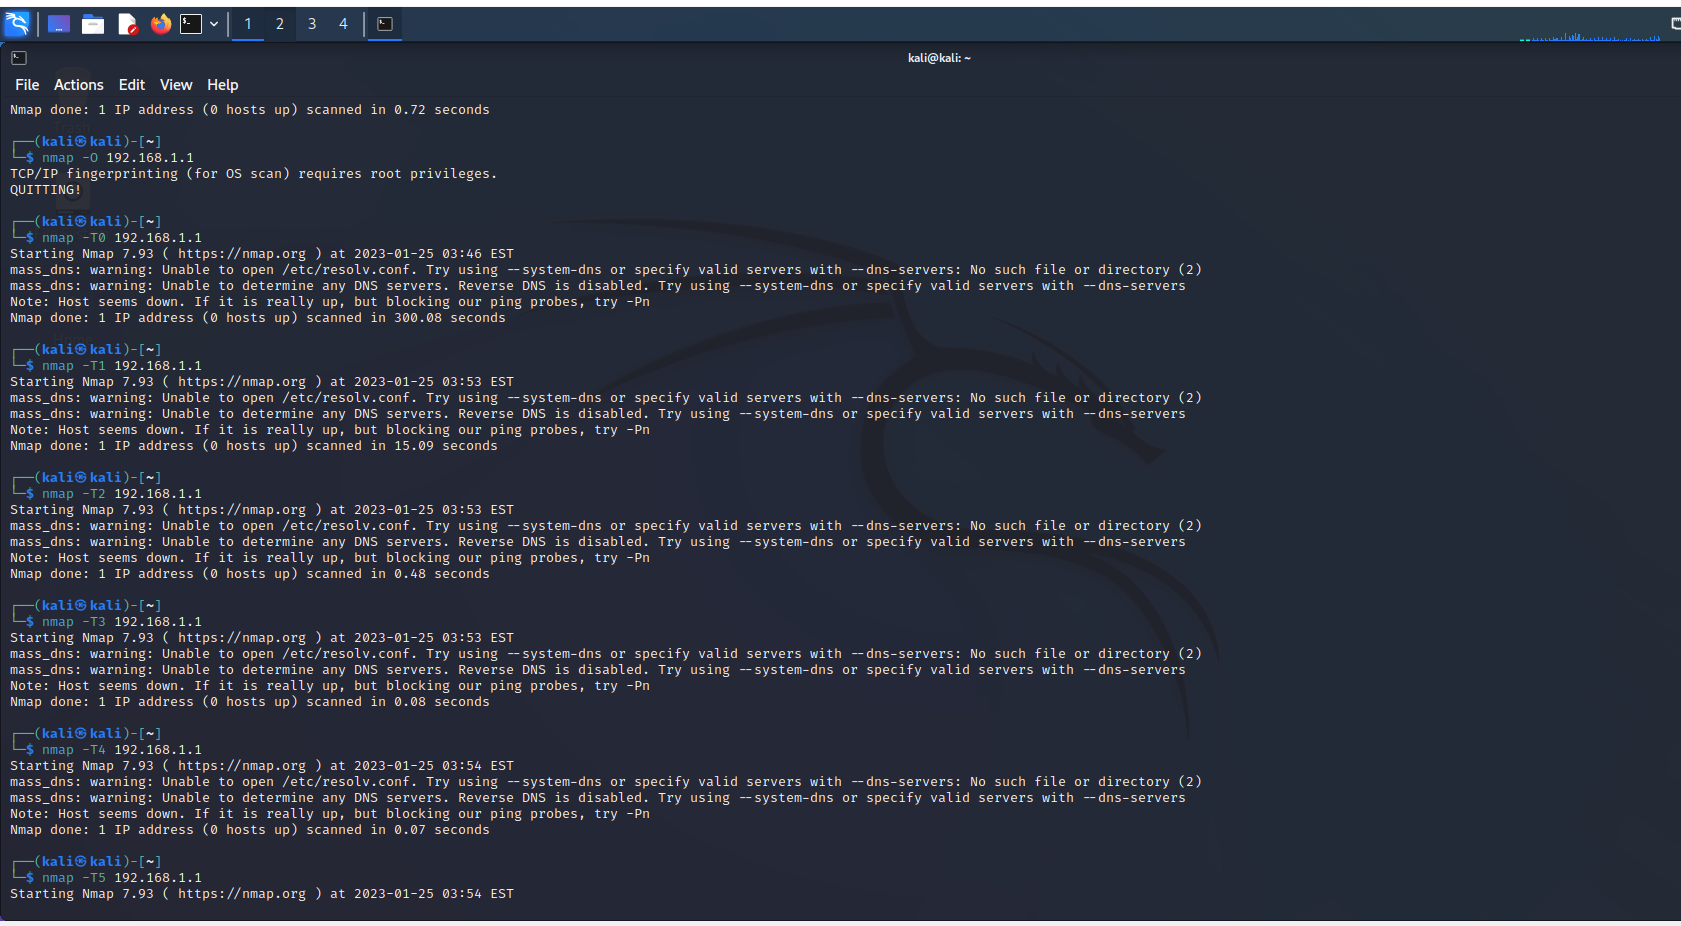 1 2 3 4
kali@kali: ~
File Actions Edit View Help
Nmap done: 1 IP address (0 hosts up) scanned in 0.72 seconds
┌──(kali㉿kali)-[~]
└─$ nmap -O 192.168.1.1
TCP/IP fingerprinting (for OS scan) requires root privileges.
QUITTING!
┌──(kali㉿kali)-[~]
└─$ nmap -T0 192.168.1.1
Starting Nmap 7.93 ( https://nmap.org ) at 2023-01-25 03:46 EST
mass_dns: warning: Unable to open /etc/resolv.conf. Try using --system-dns or specify valid servers with --dns-servers: No such file or directory (2)
mass_dns: warning: Unable to determine any DNS servers. Reverse DNS is disabled. Try using --system-dns or specify valid servers with --dns-servers
Note: Host seems down. If it is really up, but blocking our ping probes, try -Pn
Nmap done: 1 IP address (0 hosts up) scanned in 300.08 seconds
┌──(kali㉿kali)-[~]
└─$ nmap -T1 192.168.1.1
Starting Nmap 7.93 ( https://nmap.org ) at 2023-01-25 03:53 EST
mass_dns: warning: Unable to open /etc/resolv.conf. Try using --system-dns or specify valid servers with --dns-servers: No such file or directory (2)
mass_dns: warning: Unable to determine any DNS servers. Reverse DNS is disabled. Try using --system-dns or specify valid servers with --dns-servers
Note: Host seems down. If it is really up, but blocking our ping probes, try -Pn
Nmap done: 1 IP address (0 hosts up) scanned in 15.09 seconds
┌──(kali㉿kali)-[~]
└─$ nmap -T2 192.168.1.1
Starting Nmap 7.93 ( https://nmap.org ) at 2023-01-25 03:53 EST
mass_dns: warning: Unable to open /etc/resolv.conf. Try using --system-dns or specify valid servers with --dns-servers: No such file or directory (2)
mass_dns: warning: Unable to determine any DNS servers. Reverse DNS is disabled. Try using --system-dns or specify valid servers with --dns-servers
Note: Host seems down. If it is really up, but blocking our ping probes, try -Pn
Nmap done: 1 IP address (0 hosts up) scanned in 0.48 seconds
┌──(kali㉿kali)-[~]
└─$ nmap -T3 192.168.1.1
Starting Nmap 7.93 ( https://nmap.org ) at 2023-01-25 03:53 EST
mass_dns: warning: Unable to open /etc/resolv.conf. Try using --system-dns or specify valid servers with --dns-servers: No such file or directory (2)
mass_dns: warning: Unable to determine any DNS servers. Reverse DNS is disabled. Try using --system-dns or specify valid servers with --dns-servers
Note: Host seems down. If it is really up, but blocking our ping probes, try -Pn
Nmap done: 1 IP address (0 hosts up) scanned in 0.08 seconds
┌──(kali㉿kali)-[~]
└─$ nmap -T4 192.168.1.1
Starting Nmap 7.93 ( https://nmap.org ) at 2023-01-25 03:54 EST
mass_dns: warning: Unable to open /etc/resolv.conf. Try using --system-dns or specify valid servers with --dns-servers: No such file or directory (2)
mass_dns: warning: Unable to determine any DNS servers. Reverse DNS is disabled. Try using --system-dns or specify valid servers with --dns-servers
Note: Host seems down. If it is really up, but blocking our ping probes, try -Pn
Nmap done: 1 IP address (0 hosts up) scanned in 0.07 seconds
┌──(kali㉿kali)-[~]
└─$ nmap -T5 192.168.1.1
Starting Nmap 7.93 ( https://nmap.org ) at 2023-01-25 03:54 EST